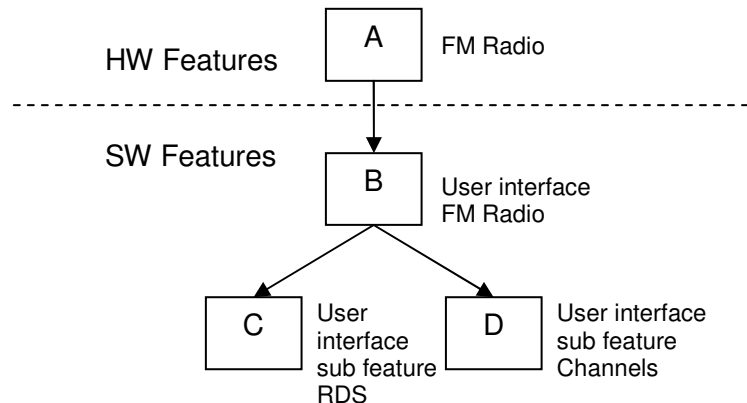 A
FM Radio
HW Features
SW Features
B
User interface
FM Radio
C
User
interface
sub feature
RDS
D
User interface
sub feature
Channels